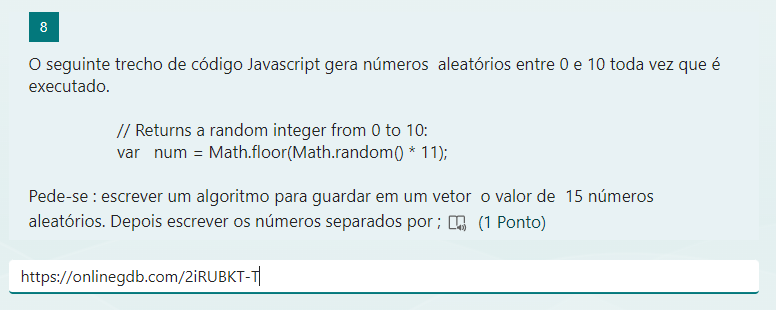 8
O seguinte trecho de código Javascript gera números aleatórios entre 0 e 10 toda vez que é
executado.
// Returns a random integer from 0 to 10:
var num = Math.floor(Math.random() * 11);
Pede-se : escrever um algoritmo para guardar em um vetor o valor de 15 números
aleatórios. Depois escrever os números separados por ; (1 Ponto)
https://onlinegdb.com/2iRUBKT-T